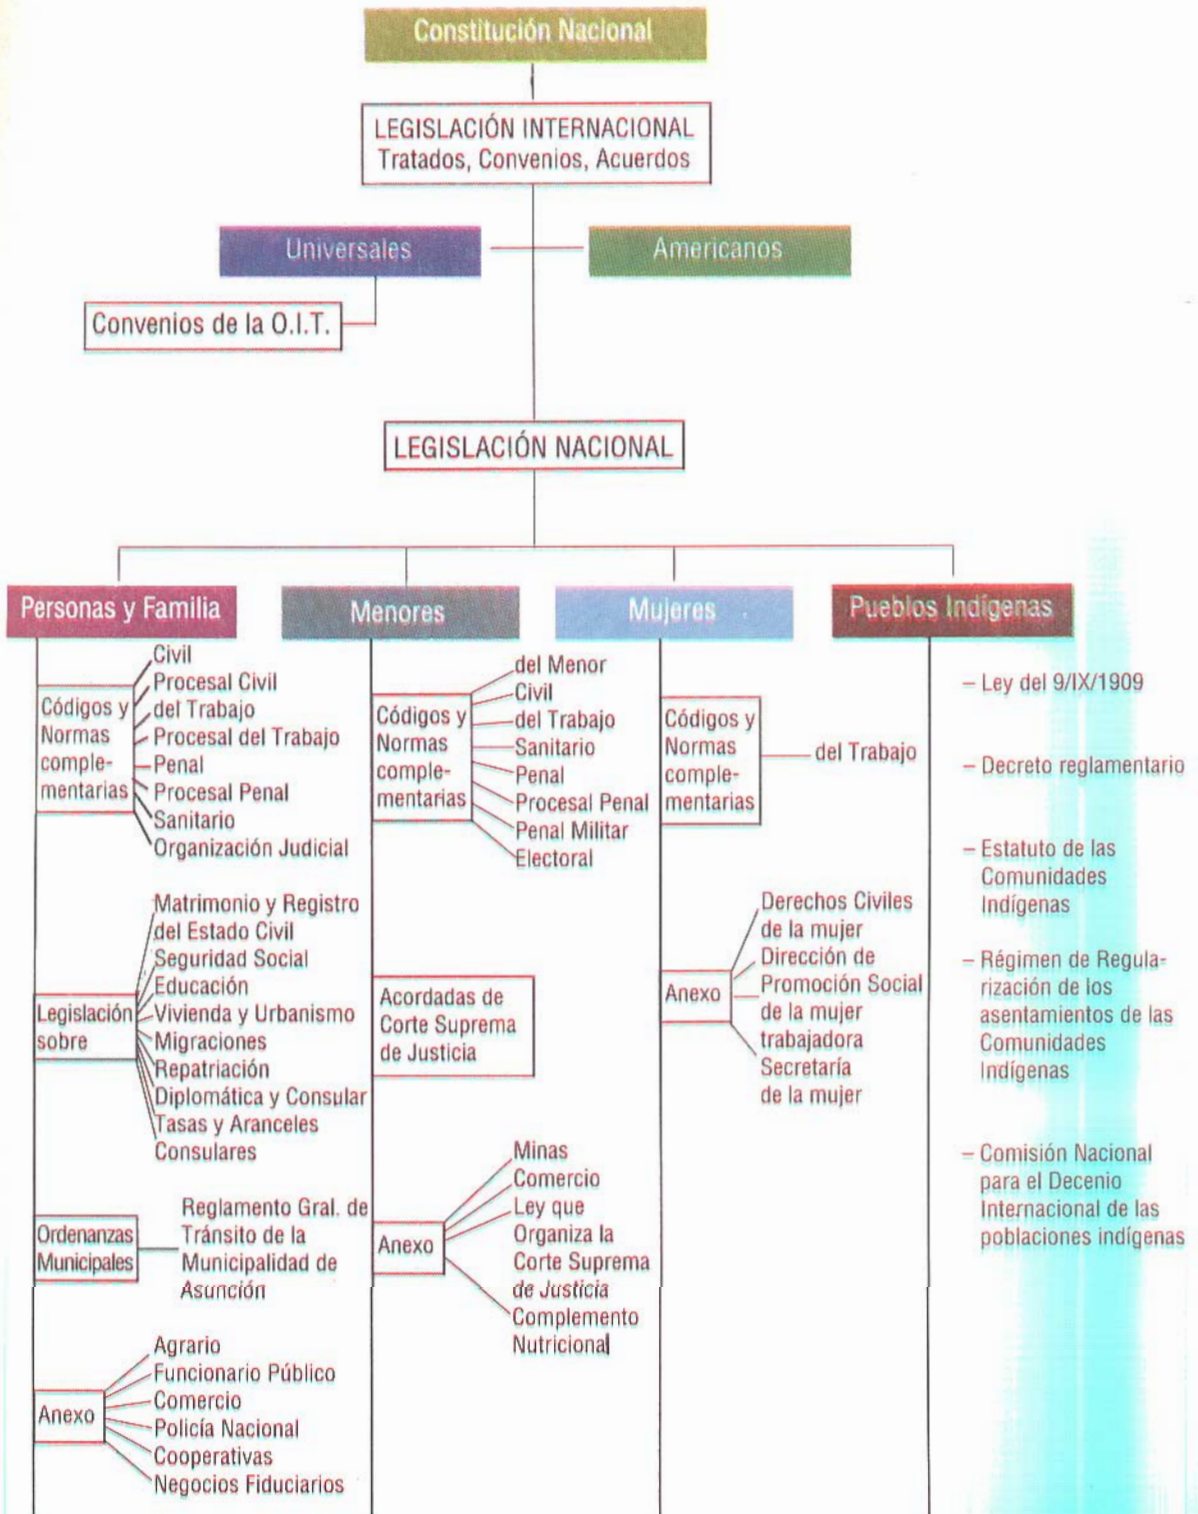 Constitución Nacional
LEGISLACIÓN INTERNACIONAL
Tratados, Convenios, Acuerdos
Universales
Americanos
Convenios de la O.I.T.
LEGISLACIÓN NACIONAL
Personas y Familia
Códigos y
Normas
comple-
mentarias
Civil
Procesal Civil
del Trabajo
Procesal del Trabajo
Penal
Procesal Penal
Sanitario
Organización Judicial
Legislación
sobre
Matrimonio y Registro
del Estado Civil
Seguridad Social
Educación
Vivienda y Urbanismo
Migraciones
Repatriación
Diplomática y Consular
Tasas y Aranceles
Consulares
Ordenanzas
Municipales
Reglamento Gral. de
Tránsito de la
Municipalidad de
Asunción
Anexo
Agrario
Funcionario Público
Comercio
Policía Nacional
Cooperativas
Negocios Fiduciarios
Menores
Códigos y
Normas
comple-
mentarias
del Menor
Civil
del Trabajo
Sanitario
Penal
Procesal Penal
Penal Militar
Electoral
Acordadas de
Corte Suprema
de Justicia
Anexo
Minas
Comercio
Ley que
Organiza la
Corte Suprema
de Justicia
Complemento
Nutricional
Mujeres
Códigos y
Normas
comple-
mentarias
del Trabajo
Anexo
Derechos Civiles
de la mujer
Dirección de
Promoción Social
de la mujer
trabajadora
Secretaría
de la mujer
Pueblos Indígenas
– Ley del 9/IX/1909
– Decreto reglamentario
– Estatuto de las
Comunidades
Indígenas
– Régimen de Regula-
rización de los
asentamientos de las
Comunidades
Indígenas
– Comisión Nacional
para el Decenio
Internacional de las
poblaciones indígenas